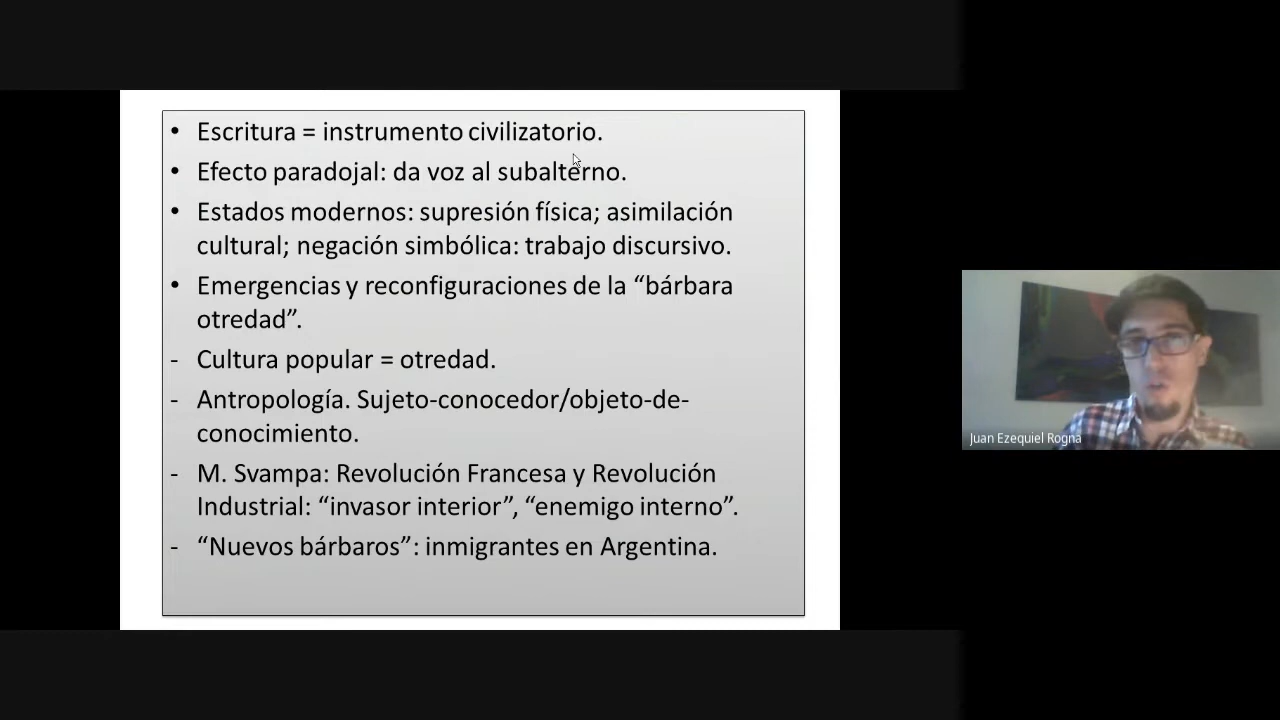 • Escritura = instrumento civilizatorio.
• Efecto paradojal: da voz al subalterno.
• Estados modernos: supresión física; asimilación
cultural; negación simbólica: trabajo discursivo.
• Emergencias y reconfiguraciones de la “bárbara
otredad”.
- Cultura popular = otredad.
- Antropología. Sujeto-conocedor/objeto-de-
conocimiento.
- M. Svampa: Revolución Francesa y Revolución
Industrial: “invasor interior”, “enemigo interno”.
- “Nuevos bárbaros”: inmigrantes en Argentina.
Juan Ezequiel Rogna